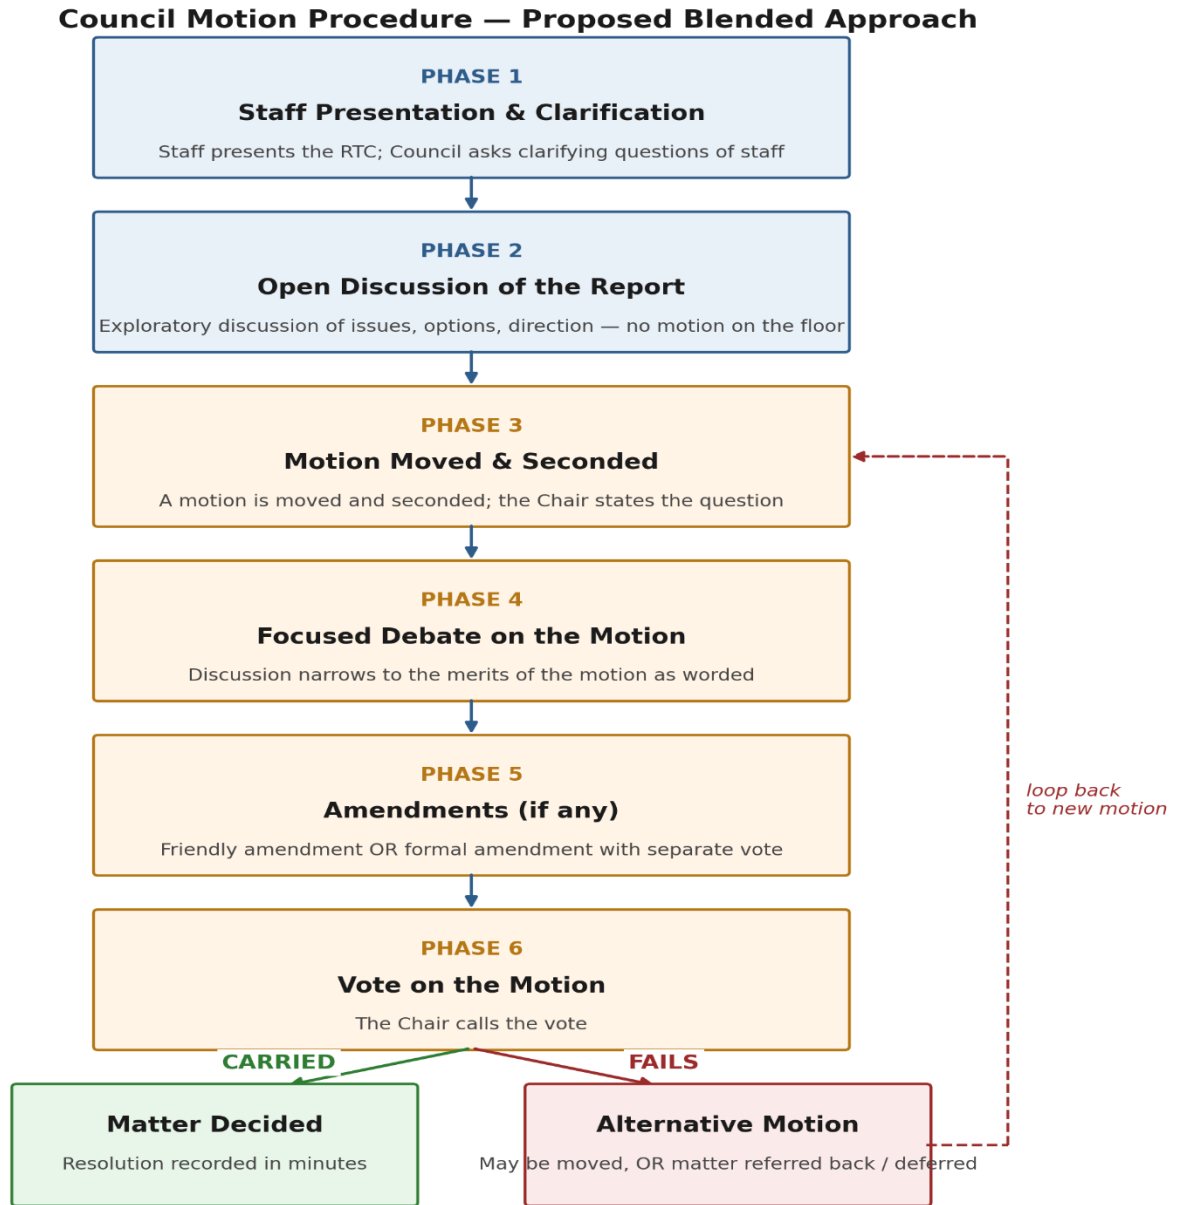 Council Motion Procedure — Proposed Blended Approach
PHASE 1
Staff Presentation & Clarification
Staff presents the RTC; Council asks clarifying questions of staff
PHASE 2
Open Discussion of the Report
Exploratory discussion of issues, options, direction — no motion on the floor
PHASE 3
Motion Moved & Seconded
A motion is moved and seconded; the Chair states the question
PHASE 4
Focused Debate on the Motion
Discussion narrows to the merits of the motion as worded
PHASE 5
Amendments (if any)
Friendly amendment OR formal amendment with separate vote
loop back
to new motion
PHASE 6
Vote on the Motion
The Chair calls the vote
CARRIED
FAILS
Matter Decided
Resolution recorded in minutes
Alternative Motion
May be moved, OR matter referred back / deferred